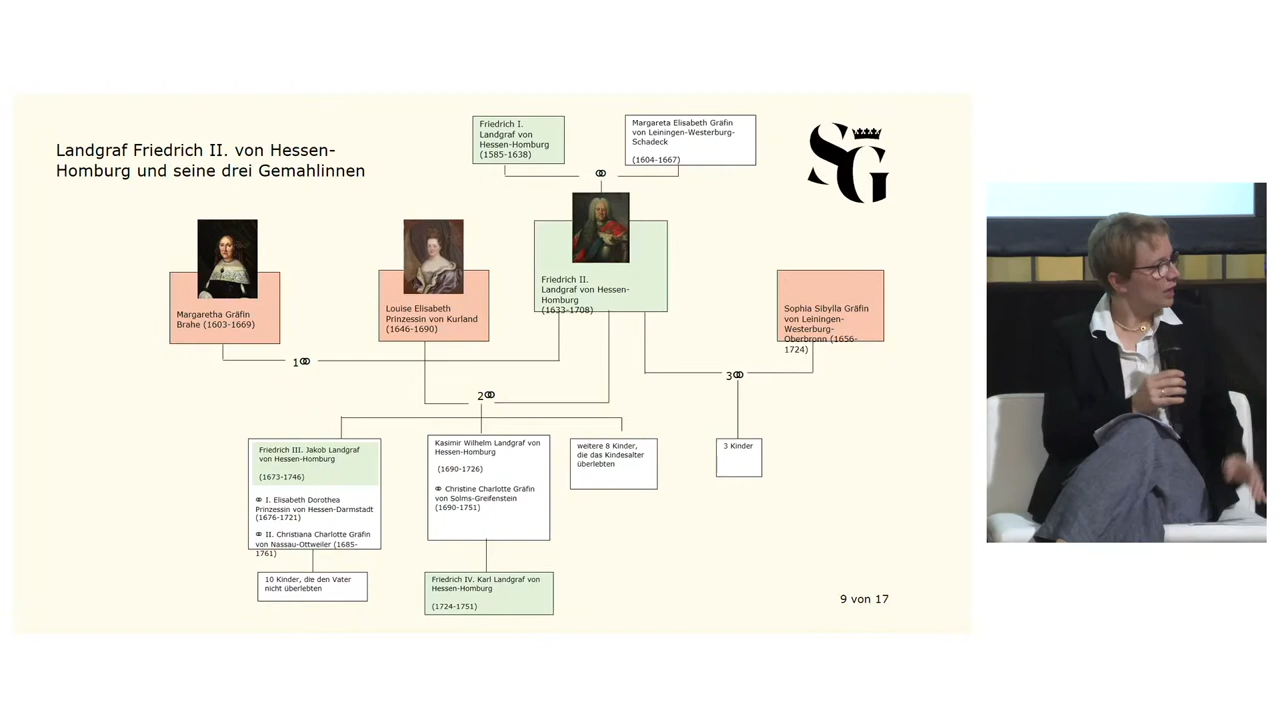 Landgraf Friedrich II. von Hessen-
Homburg und seine drei Gemahlinnen
Friedrich I.
Landgraf von
Hessen-Homburg
(1585-1638)
Margareta Elisabeth Gräfin
von Leiningen-Westerburg-
Schadeck
(1604-1667)
SG
Margaretha Gräfin
Brahe (1603-1669)
Louise Elisabeth
Prinzessin von Kurland
(1646-1690)
Friedrich II.
Landgraf von Hessen-
Homburg
(1633-1708)
Sophia Sibylla Gräfin
von Leiningen-
Westerburg-
Oberbronn (1656-
1724)
1⚭
2⚭
3⚭
Friedrich III. Jakob Landgraf
von Hessen-Homburg
(1673-1746)
⚭ I. Elisabeth Dorothea
Prinzessin von Hessen-Darmstadt
(1676-1721)
⚭ II. Christiana Charlotte Gräfin
von Nassau-Ottweiler (1685-
1761)
Kasimir Wilhelm Landgraf von
Hessen-Homburg
(1690-1726)
⚭ Christine Charlotte Gräfin
von Solms-Greifenstein
(1690-1751)
weitere 8 Kinder,
die das Kindesalter
überlebten
3 Kinder
10 Kinder, die den Vater
nicht überlebten
Friedrich IV. Karl Landgraf von
Hessen-Homburg
(1724-1751)
9 von 17